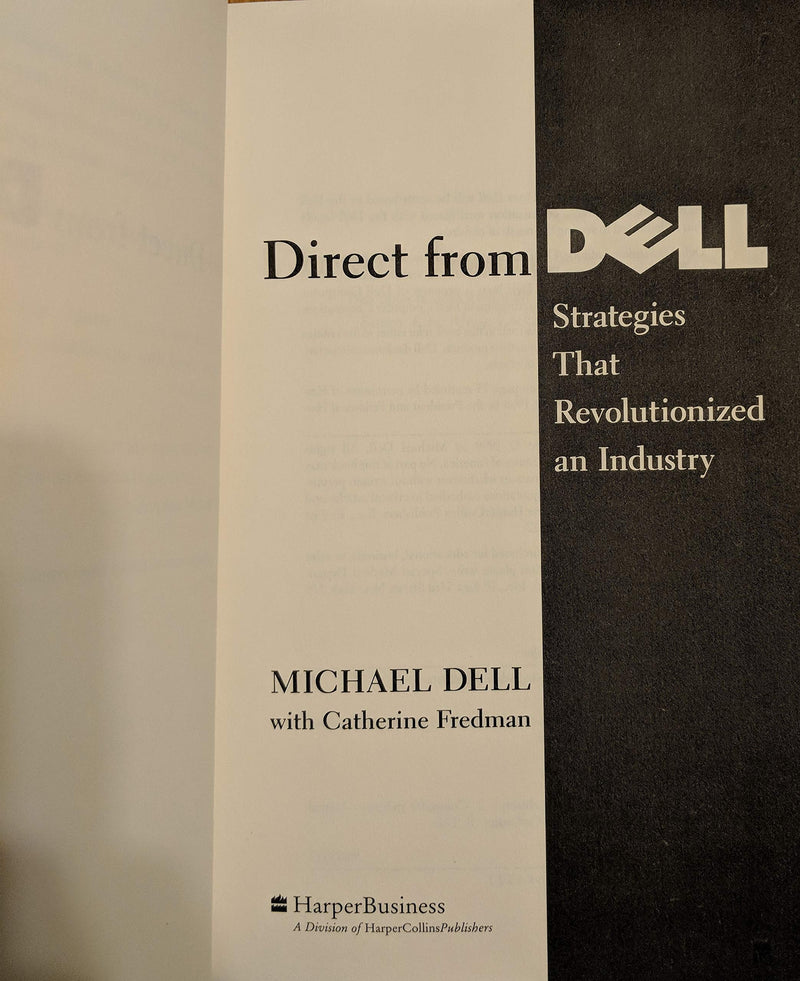 Direct from DELL
Strategies
That
Revolutionized
an Industry
MICHAEL DELL
with Catherine Fredman
HarperBusiness
A Division of HarperCollinsPublishers